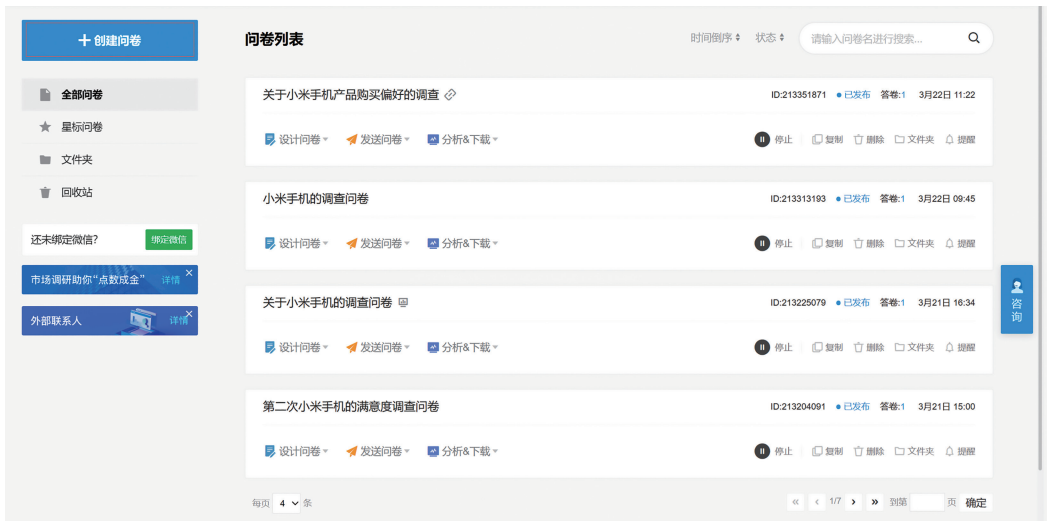 创建问卷
问卷列表
时间倒序 状态 请输入问卷名进行搜索...
全部问卷
星标问卷
文件夹
回收站
还未绑定微信? 绑定微信
市场调研助你“点数成金” 详情
外部联系人 详情
关于小米手机产品购买偏好的调查 ID:213351871 已发布 答卷:1 3月22日 11:22
设计问卷 发送问卷 分析&下载 停止 复制 删除 文件夹 提醒
小米手机的调查问卷 ID:213313193 已发布 答卷:1 3月22日 09:45
设计问卷 发送问卷 分析&下载 停止 复制 删除 文件夹 提醒
关于小米手机的调查问卷 ID:213225079 已发布 答卷:1 3月21日 16:34
设计问卷 发送问卷 分析&下载 停止 复制 删除 文件夹 提醒
第二次小米手机的满意度调查问卷 ID:213204091 已发布 答卷:1 3月21日 15:00
设计问卷 发送问卷 分析&下载 停止 复制 删除 文件夹 提醒
每页 4 条 « ‹ 1/7 › » 到第 页 确定
咨询